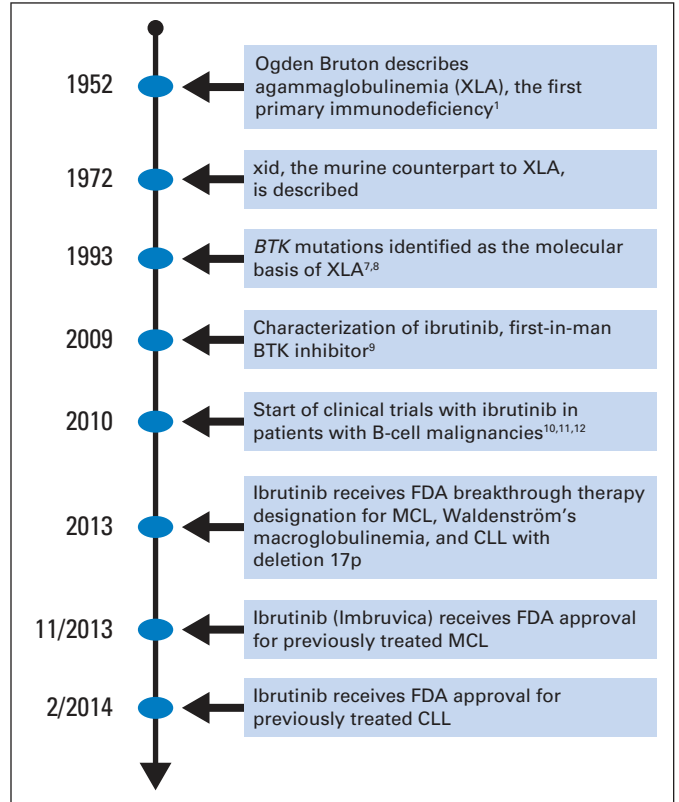 1952
Ogden Bruton describes
agammaglobulinemia (XLA), the first
primary immunodeficiency¹
1972
xid, the murine counterpart to XLA,
is described
1993
BTK mutations identified as the molecular
basis of XLA⁷,⁸
2009
Characterization of ibrutinib, first-in-man
BTK inhibitor⁹
2010
Start of clinical trials with ibrutinib in
patients with B-cell malignancies¹⁰,¹¹,¹²
2013
Ibrutinib receives FDA breakthrough therapy
designation for MCL, Waldenström’s
macroglobulinemia, and CLL with
deletion 17p
11/2013
Ibrutinib (Imbruvica) receives FDA approval
for previously treated MCL
2/2014
Ibrutinib receives FDA approval for
previously treated CLL